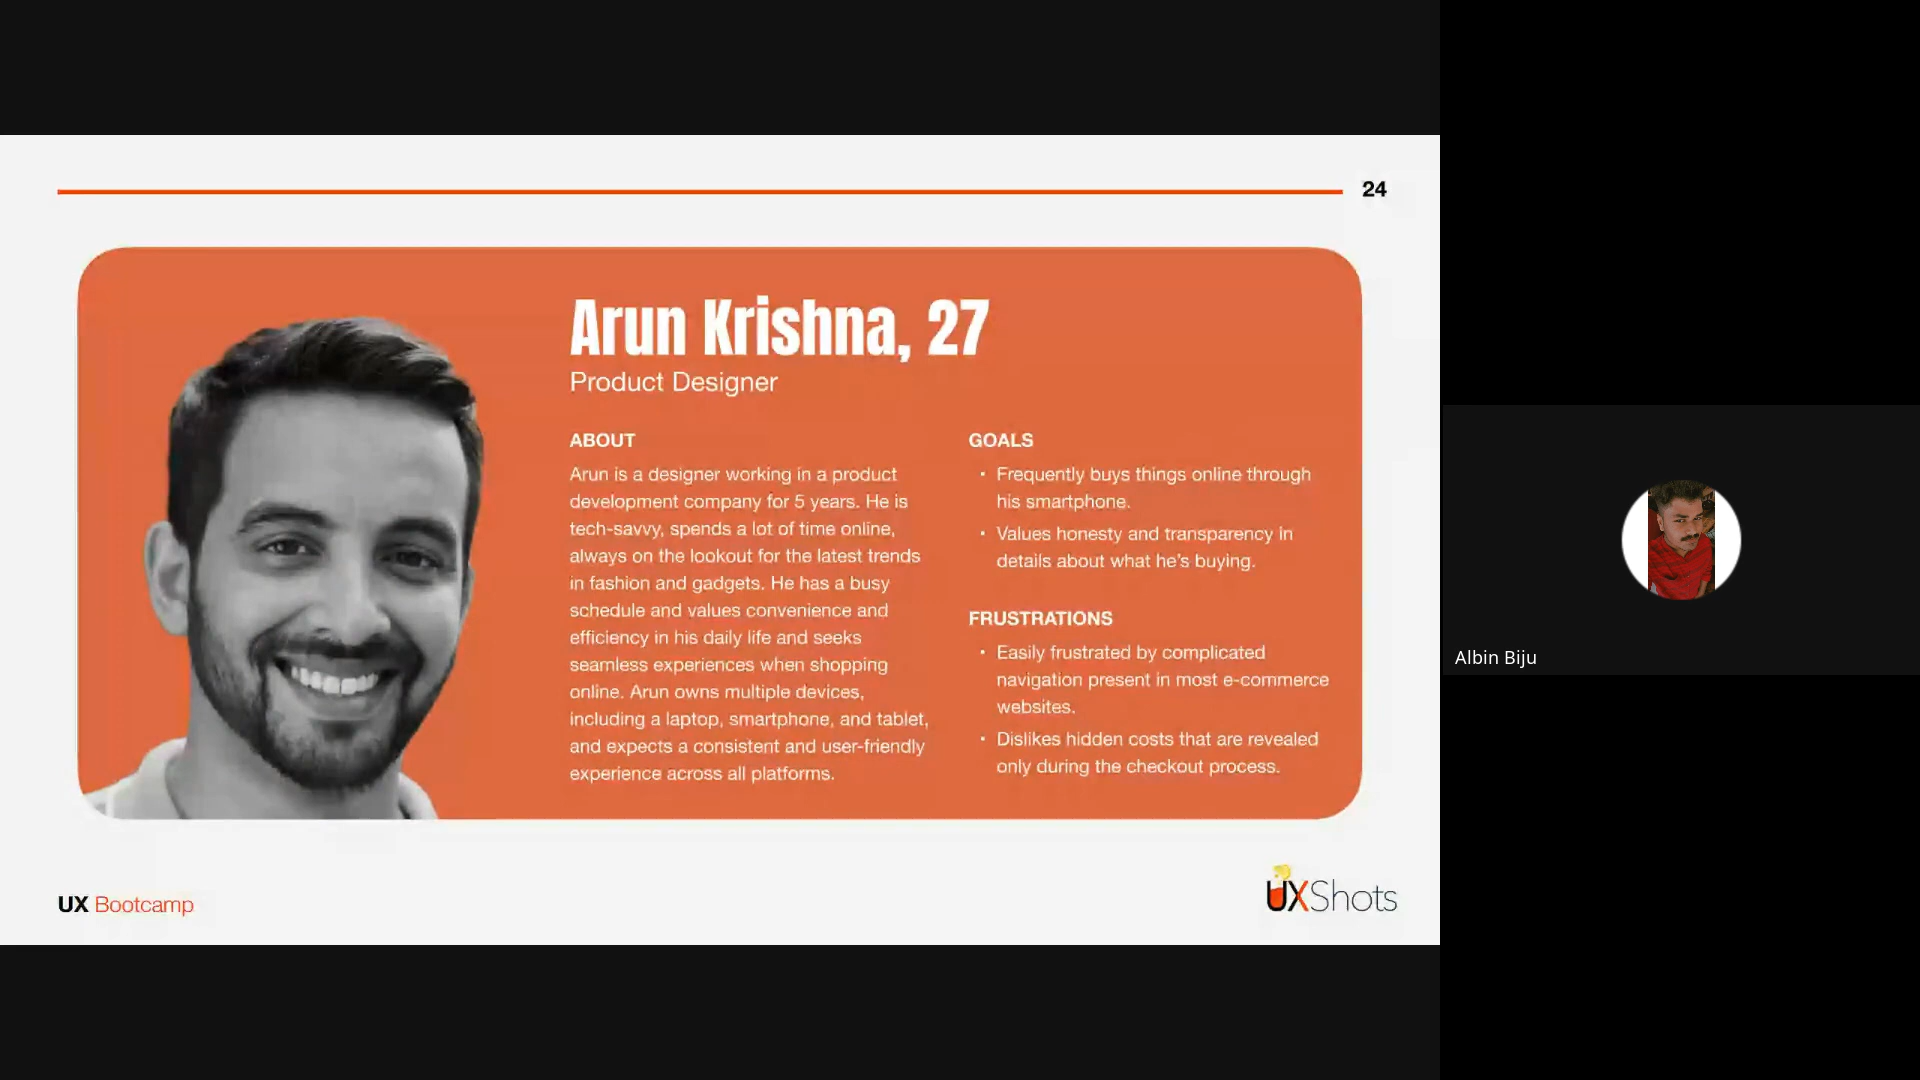 24
Arun Krishna, 27
Product Designer
ABOUT
Arun is a designer working in a product
development company for 5 years. He is
tech-savvy, spends a lot of time online,
always on the lookout for the latest trends
in fashion and gadgets. He has a busy
schedule and values convenience and
efficiency in his daily life and seeks
seamless experiences when shopping
online. Arun owns multiple devices,
including a laptop, smartphone, and tablet,
and expects a consistent and user-friendly
experience across all platforms.
GOALS
• Frequently buys things online through
his smartphone.
• Values honesty and transparency in
details about what he's buying.
FRUSTRATIONS
• Easily frustrated by complicated
navigation present in most e-commerce
websites.
• Dislikes hidden costs that are revealed
only during the checkout process.
UX Bootcamp
UXShots
Albin Biju